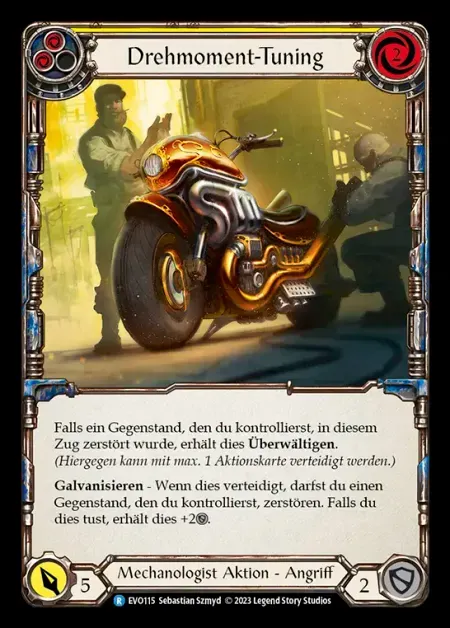 Drehmoment-Tuning
2
Falls ein Gegenstand, den du kontrollierst, in diesem
Zug zerstört wurde, erhält dies Überwältigen.
(Hiergegen kann mit max. 1 Aktionskarte verteidigt werden.)
Galvanisieren - Wenn dies verteidigt, darfst du einen
Gegenstand, den du kontrollierst, zerstören. Falls du
dies tust, erhält dies +2.
5
Mechanologist Aktion - Angriff
2
R EVO115 Sebastian Szmyd © 2023 Legend Story Studios